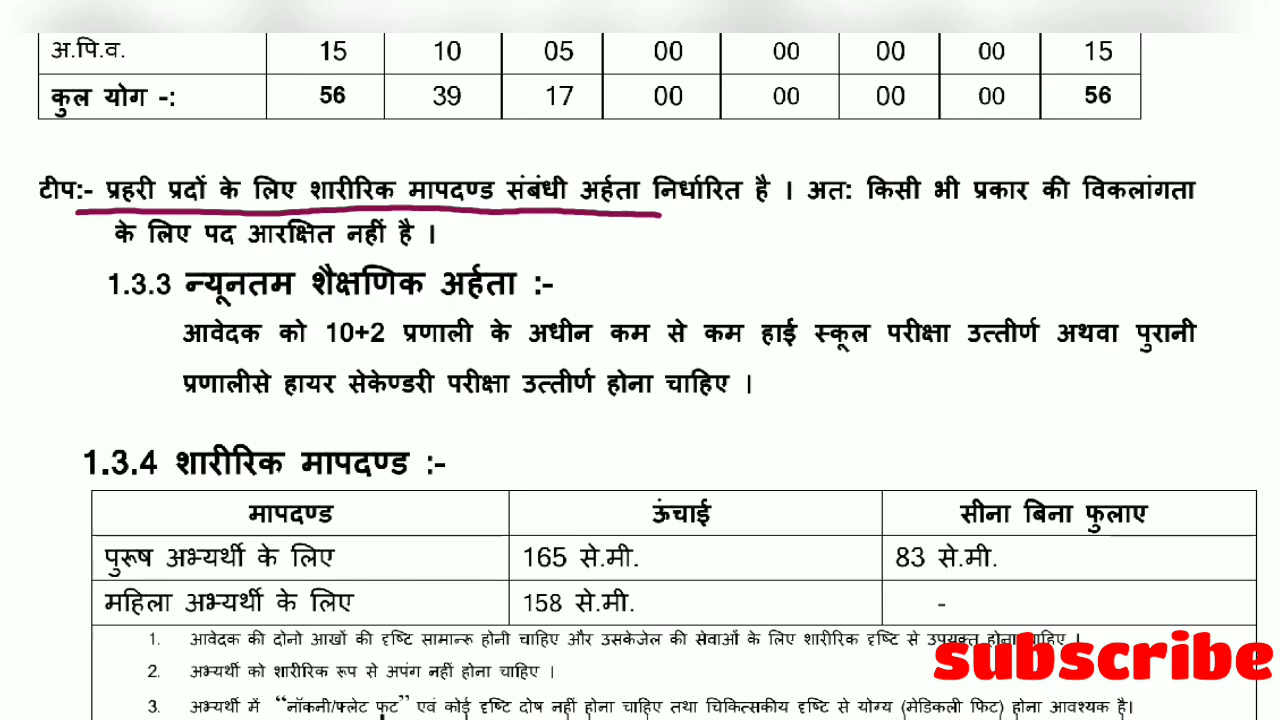 अ.पि.व. 15 10 05 00 00 00 00 15
कुल योग -: 56 39 17 00 00 00 00 56
टीप:- प्रहरी प्रदों के लिए शारीरिक मापदण्ड संबंधी अर्हता निर्धारित है । अत: किसी भी प्रकार की विकलांगता
के लिए पद आरक्षित नहीं है ।
1.3.3 न्यूनतम शैक्षणिक अर्हता :-
आवेदक को 10+2 प्रणाली के अधीन कम से कम हाई स्कूल परीक्षा उत्तीर्ण अथवा पुरानी
प्रणालीसे हायर सेकेण्डरी परीक्षा उत्तीर्ण होना चाहिए ।
1.3.4 शारीरिक मापदण्ड :-
मापदण्ड ऊंचाई सीना बिना फुलाए
पुरूष अभ्यर्थी के लिए 165 से.मी. 83 से.मी.
महिला अभ्यर्थी के लिए 158 से.मी. -
1. आवेदक की दोनो आखों की दृष्टि सामान्रू होनी चाहिए और उसकेजेल की सेवाओं के लिए शारीरिक दृष्टि से उपयुक्त होना चाहिए ।
2. अभ्यर्थी को शारीरिक रूप से अपंग नहीं होना चाहिए ।
3. अभ्यर्थी में “नॉकनी/फ्लेट फुट” एवं कोई दृष्टि दोष नहीं होना चाहिए तथा चिकित्सकीय दृष्टि से योग्य (मेडिकली फिट) होना आवश्यक है।
subscribe